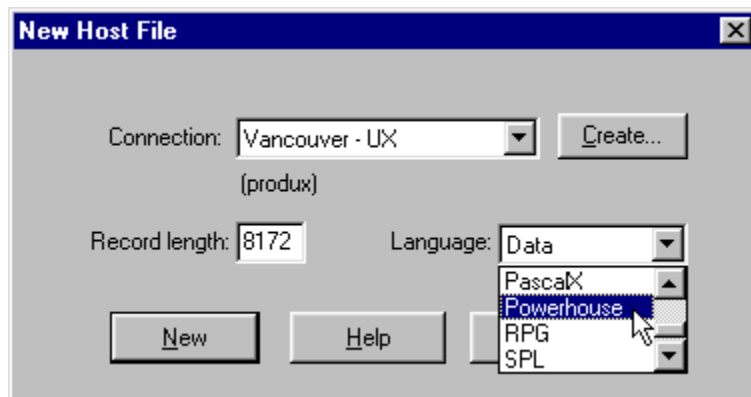 New Host File
Connection: Vancouver - UX Create...
(produx)
Record length: 8172 Language: Data
PascalX
Powerhouse
RPG
SPL
New Help